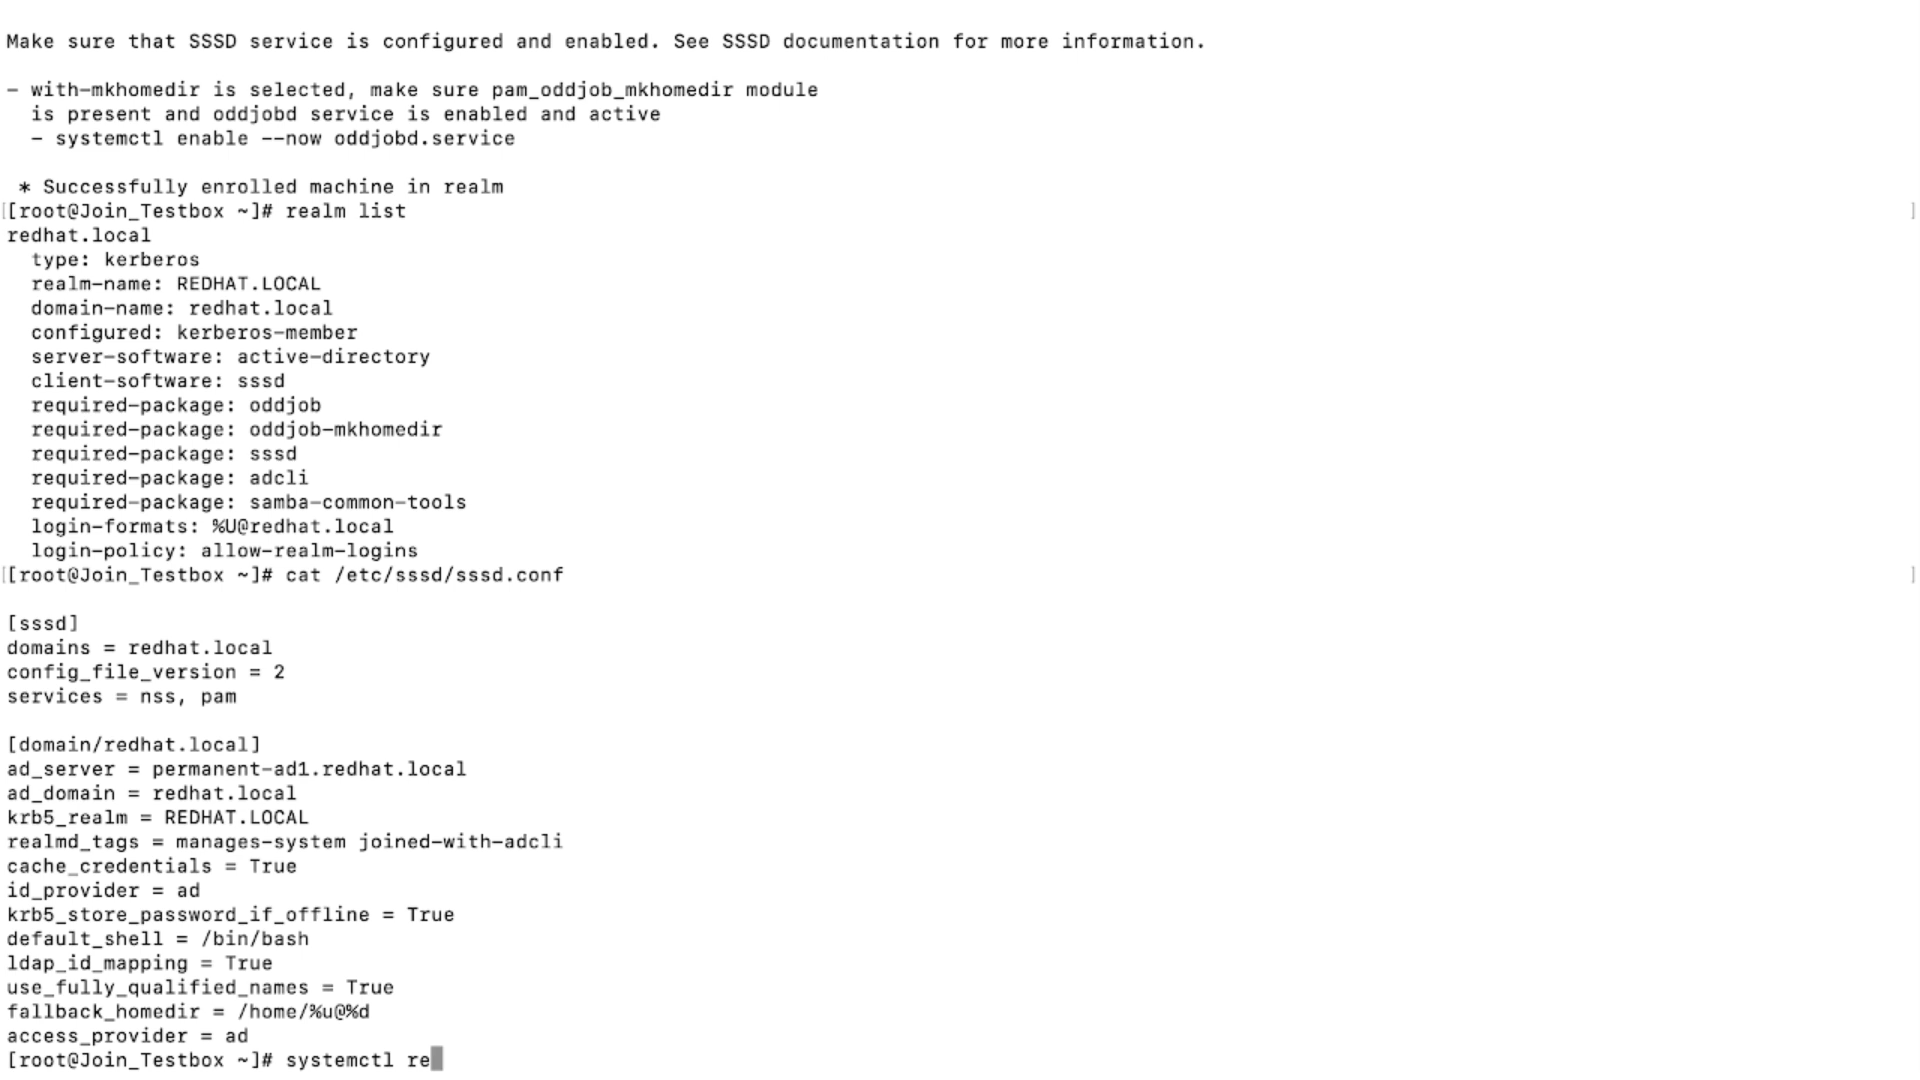 Make sure that SSSD service is configured and enabled. See SSSD documentation for more information.
- with-mkhomedir is selected, make sure pam_oddjob_mkhomedir module
is present and oddjobd service is enabled and active
- systemctl enable --now oddjobd.service
* Successfully enrolled machine in realm
[[root@Join_Testbox ~]# realm list ]
redhat.local
type: kerberos
realm-name: REDHAT.LOCAL
domain-name: redhat.local
configured: kerberos-member
server-software: active-directory
client-software: sssd
required-package: oddjob
required-package: oddjob-mkhomedir
required-package: sssd
required-package: adcli
required-package: samba-common-tools
login-formats: %U@redhat.local
login-policy: allow-realm-logins
[[root@Join_Testbox ~]# cat /etc/sssd/sssd.conf ]
[sssd]
domains = redhat.local
config_file_version = 2
services = nss, pam
[domain/redhat.local]
ad_server = permanent-ad1.redhat.local
ad_domain = redhat.local
krb5_realm = REDHAT.LOCAL
realmd_tags = manages-system joined-with-adcli
cache_credentials = True
id_provider = ad
krb5_store_password_if_offline = True
default_shell = /bin/bash
ldap_id_mapping = True
use_fully_qualified_names = True
fallback_homedir = /home/%u@%d
access_provider = ad
[root@Join_Testbox ~]# systemctl re